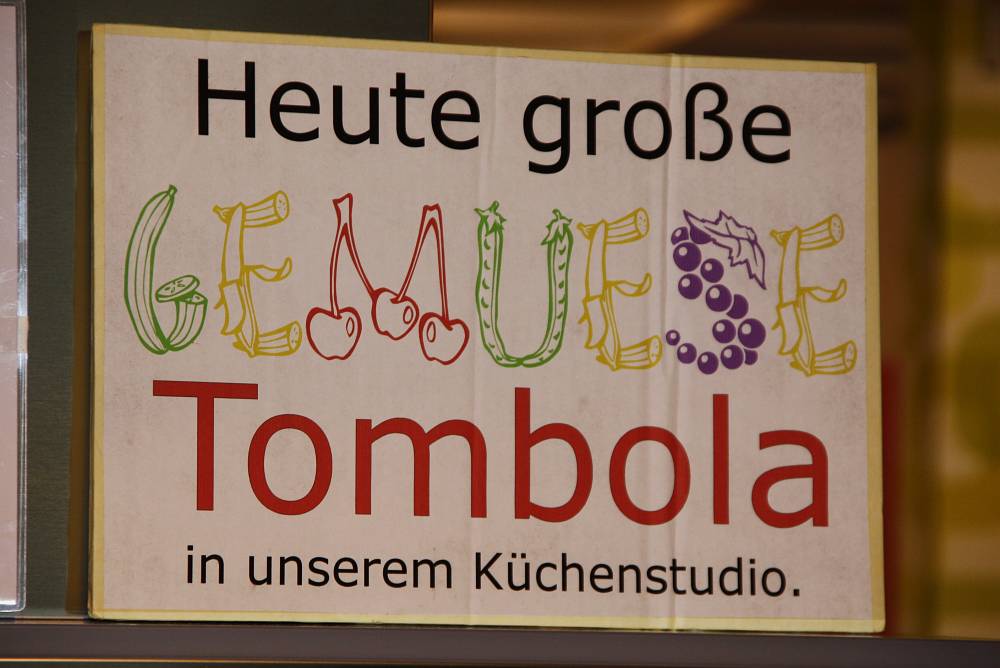 Heute große
GEMUESE
Tombola
in unserem Küchenstudio.